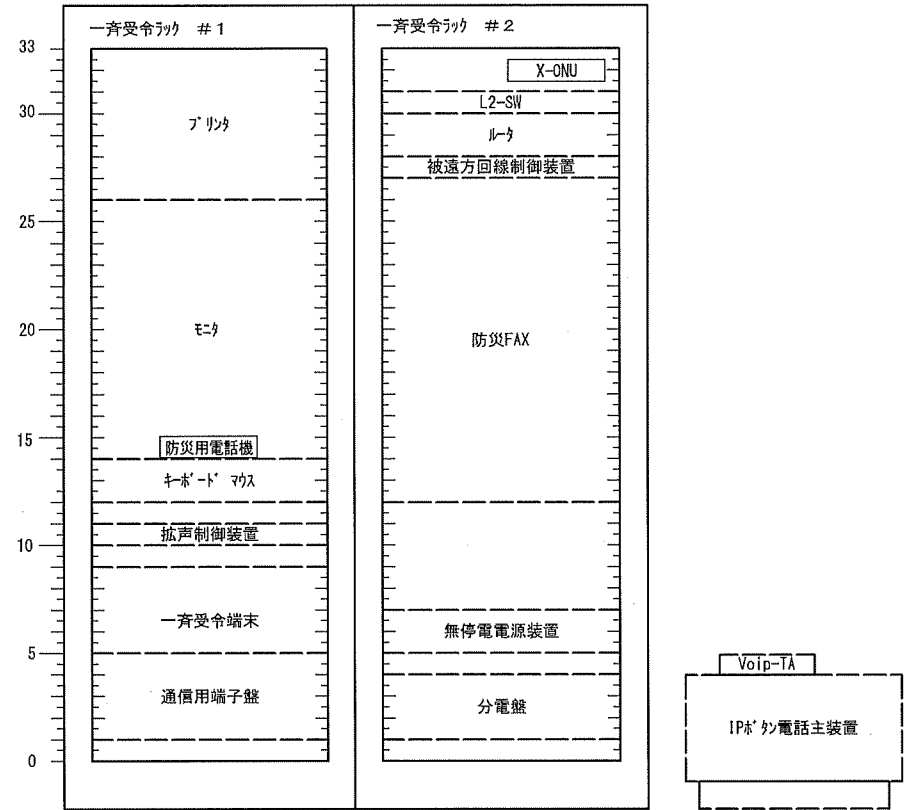 一斉受令ﾗｯｸ #1
一斉受令ﾗｯｸ #2
33
30
25
20
15
10
5
0
ﾌﾟﾘﾝﾀ
ﾓﾆﾀ
防災用電話機
ｷｰﾎﾞｰﾄﾞ ﾏｳｽ
拡声制御装置
一斉受令端末
通信用端子盤
X-ONU
L2-SW
ﾙｰﾀ
被遠方回線制御装置
防災FAX
無停電電源装置
分電盤
Voip-TA
IPﾎﾞﾀﾝ電話主装置